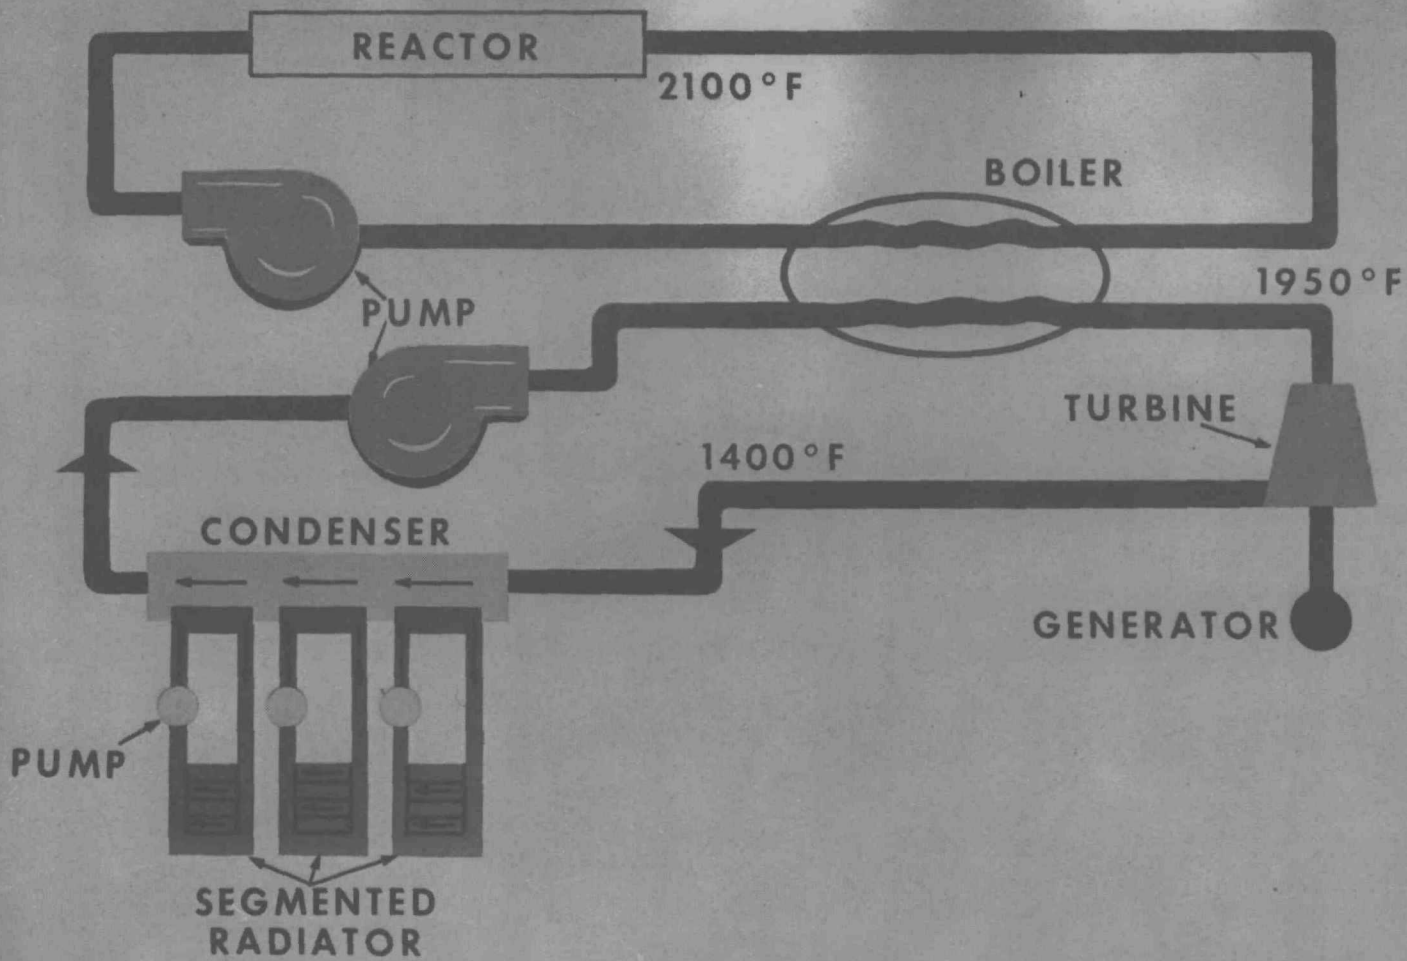 REACTOR
2100°F
BOILER
1950°F
PUMP
TURBINE
1400°F
CONDENSER
GENERATOR
PUMP
SEGMENTED
RADIATOR